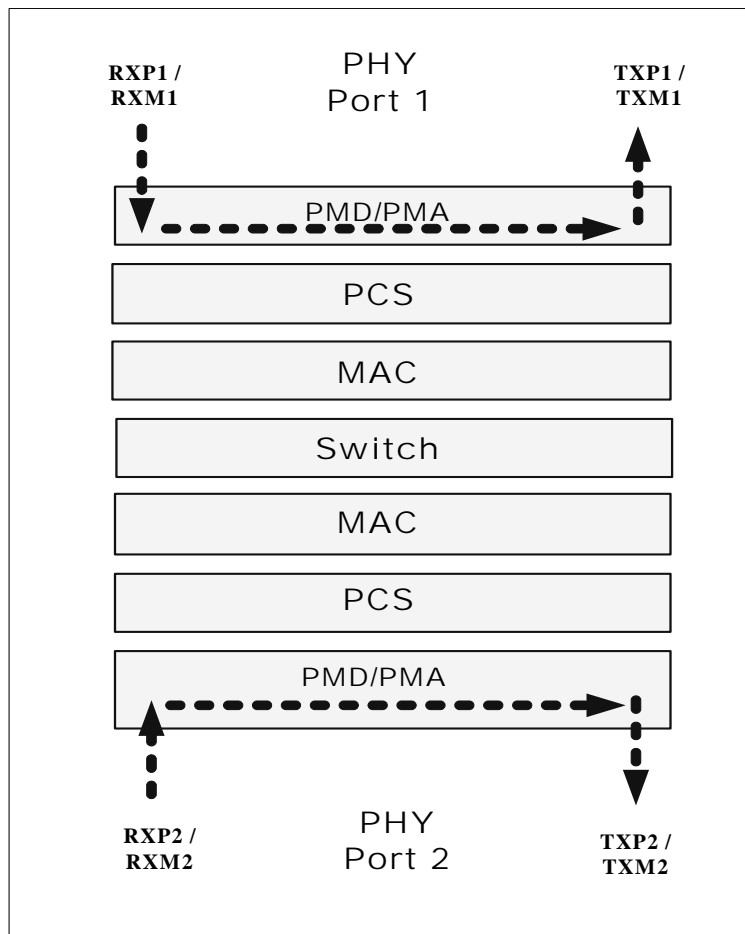 RXP1 /
RXM1
PHY
Port 1
TXP1 /
TXM1
PMD/PMA
PCS
MAC
Switch
MAC
PCS
PMD/PMA
RXP2 /
RXM2
PHY
Port 2
TXP2 /
TXM2